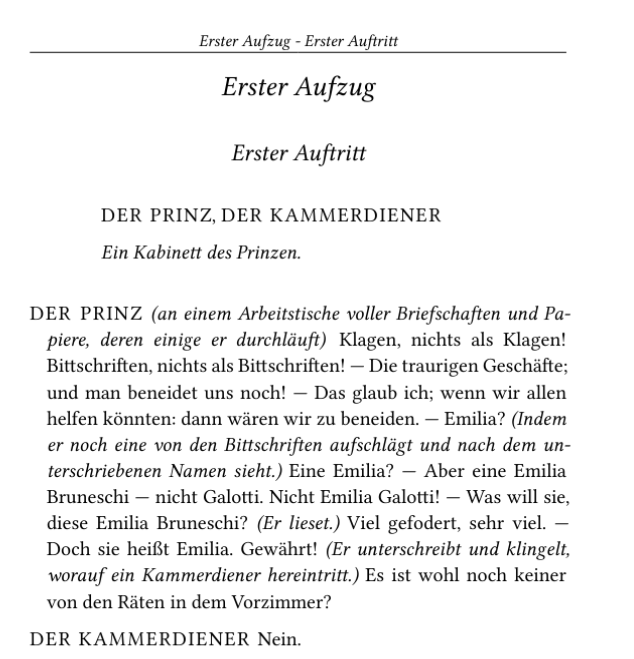 Erster Aufzug - Erster Auftritt
Erster Aufzug
Erster Auftritt
DER PRINZ, DER KAMMERDIENER
Ein Kabinett des Prinzen.
DER PRINZ (an einem Arbeitstische voller Briefschaften und Pa-
piere, deren einige er durchläuft) Klagen, nichts als Klagen!
Bittschriften, nichts als Bittschriften! — Die traurigen Geschäfte;
und man beneidet uns noch! — Das glaub ich; wenn wir allen
helfen könnten: dann wären wir zu beneiden. — Emilia? (Indem
er noch eine von den Bittschriften aufschlägt und nach dem un-
terschriebenen Namen sieht.) Eine Emilia? — Aber eine Emilia
Bruneschi — nicht Galotti. Nicht Emilia Galotti! — Was will sie,
diese Emilia Bruneschi? (Er lieset.) Viel gefodert, sehr viel. —
Doch sie heißt Emilia. Gewährt! (Er unterschreibt und klingelt,
worauf ein Kammerdiener hereintritt.) Es ist wohl noch keiner
von den Räten in dem Vorzimmer?
DER KAMMERDIENER Nein.